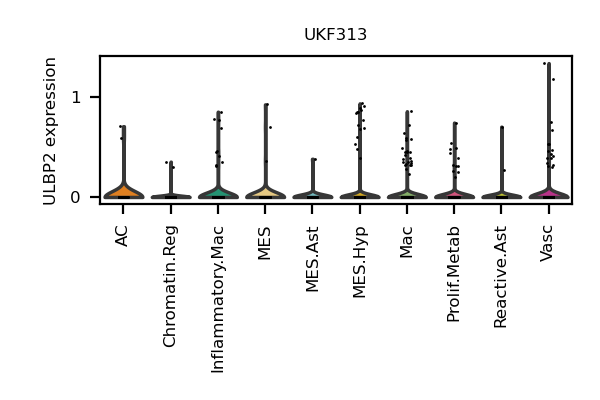 UKF313
ULBP2 expression
1
0
AC
Chromatin.Reg
Inflammatory.Mac
MES
MES.Ast
MES.Hyp
Mac
Prolif.Metab
Reactive.Ast
Vasc